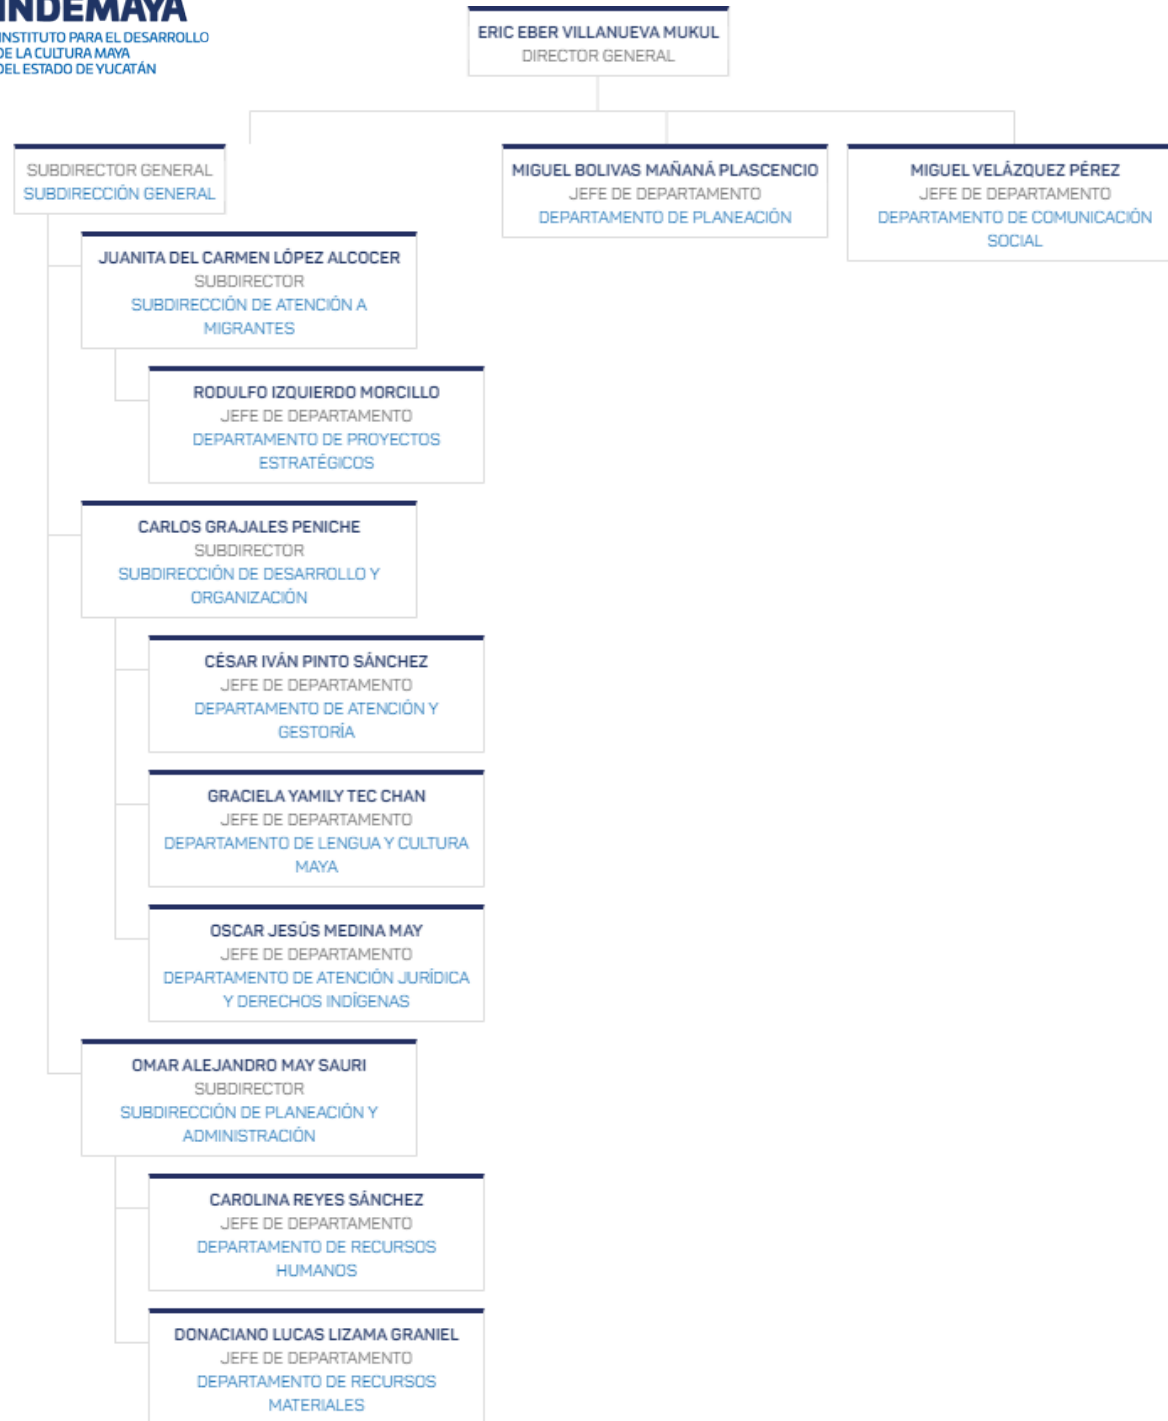 INDEMAYA
INSTITUTO PARA EL DESARROLLO
DE LA CULTURA MAYA
DEL ESTADO DE YUCATÁN
ERIC EBER VILLANUEVA MUKUL
DIRECTOR GENERAL
SUBDIRECTOR GENERAL
SUBDIRECCIÓN GENERAL
MIGUEL BOLIVAS MAÑANÁ PLASCENCIO
JEFE DE DEPARTAMENTO
DEPARTAMENTO DE PLANEACIÓN
MIGUEL VELÁZQUEZ PÉREZ
JEFE DE DEPARTAMENTO
DEPARTAMENTO DE COMUNICACIÓN
SOCIAL
JUANITA DEL CARMEN LÓPEZ ALCOCER
SUBDIRECTOR
SUBDIRECCIÓN DE ATENCIÓN A
MIGRANTES
RODULFO IZQUIERDO MORCILLO
JEFE DE DEPARTAMENTO
DEPARTAMENTO DE PROYECTOS
ESTRATÉGICOS
CARLOS GRAJALES PENICHE
SUBDIRECTOR
SUBDIRECCIÓN DE DESARROLLO Y
ORGANIZACIÓN
CÉSAR IVÁN PINTO SÁNCHEZ
JEFE DE DEPARTAMENTO
DEPARTAMENTO DE ATENCIÓN Y
GESTORÍA
GRACIELA YAMILY TEC CHAN
JEFE DE DEPARTAMENTO
DEPARTAMENTO DE LENGUA Y CULTURA
MAYA
OSCAR JESÚS MEDINA MAY
JEFE DE DEPARTAMENTO
DEPARTAMENTO DE ATENCIÓN JURÍDICA
Y DERECHOS INDÍGENAS
OMAR ALEJANDRO MAY SAURI
SUBDIRECTOR
SUBDIRECCIÓN DE PLANEACIÓN Y
ADMINISTRACIÓN
CAROLINA REYES SÁNCHEZ
JEFE DE DEPARTAMENTO
DEPARTAMENTO DE RECURSOS
HUMANOS
DONACIANO LUCAS LIZAMA GRANIEL
JEFE DE DEPARTAMENTO
DEPARTAMENTO DE RECURSOS
MATERIALES